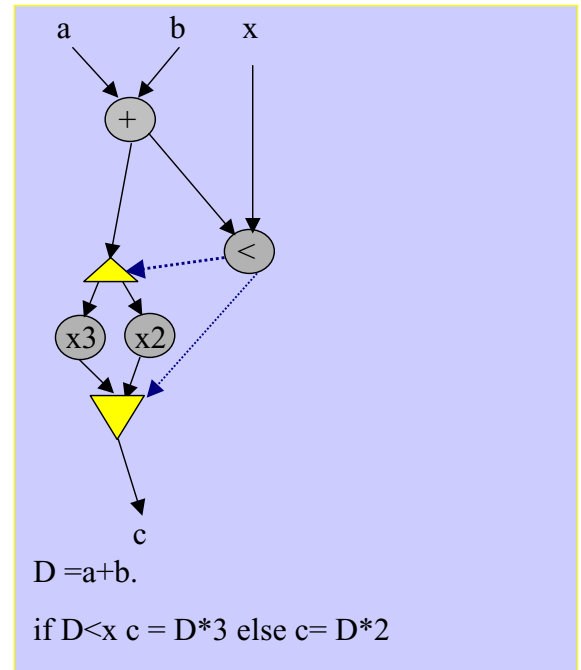 a b x
+
<
x3 x2
c
D =a+b.
if D<x c = D*3 else c= D*2